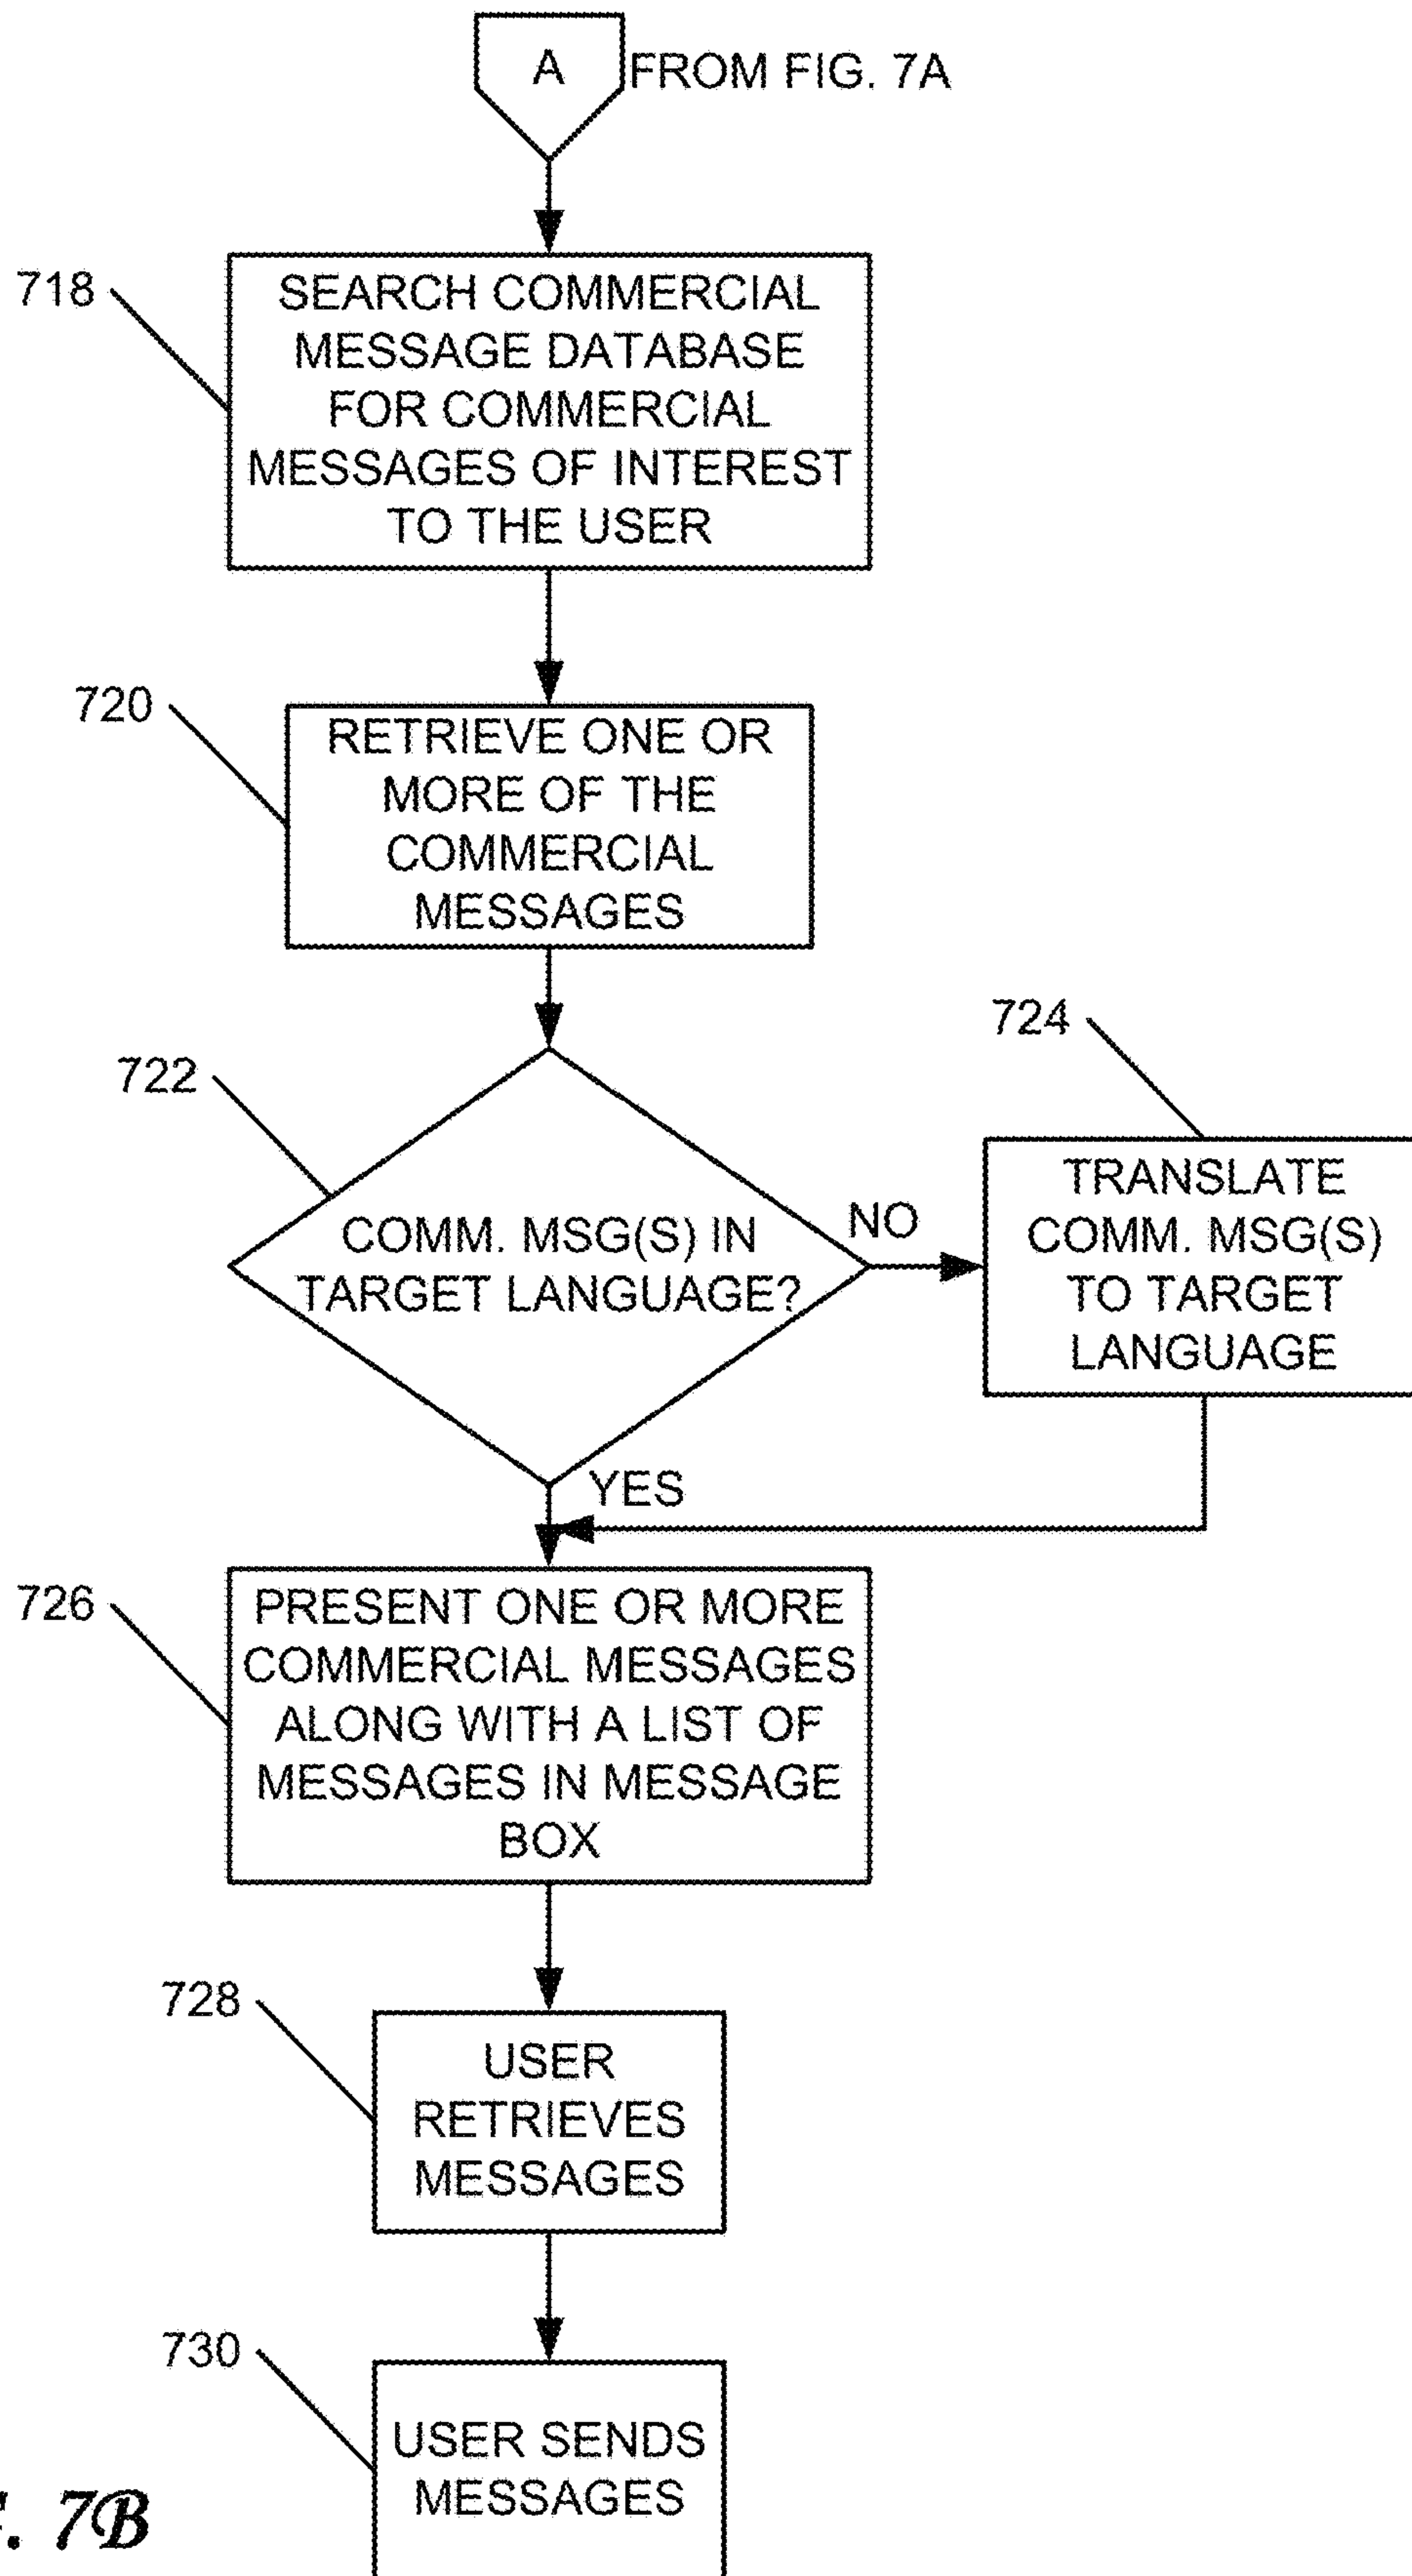 A
FROM FIG. 7A
718
SEARCH COMMERCIAL
MESSAGE DATABASE
FOR COMMERCIAL
MESSAGES OF INTEREST
TO THE USER
720
RETRIEVE ONE OR
MORE OF THE
COMMERCIAL
MESSAGES
722
COMM. MSG(S) IN
TARGET LANGUAGE?
NO
724
TRANSLATE
COMM. MSG(S)
TO TARGET
LANGUAGE
YES
726
PRESENT ONE OR MORE
COMMERCIAL MESSAGES
ALONG WITH A LIST OF
MESSAGES IN MESSAGE
BOX
728
USER
RETRIEVES
MESSAGES
730
USER SENDS
MESSAGES
7B